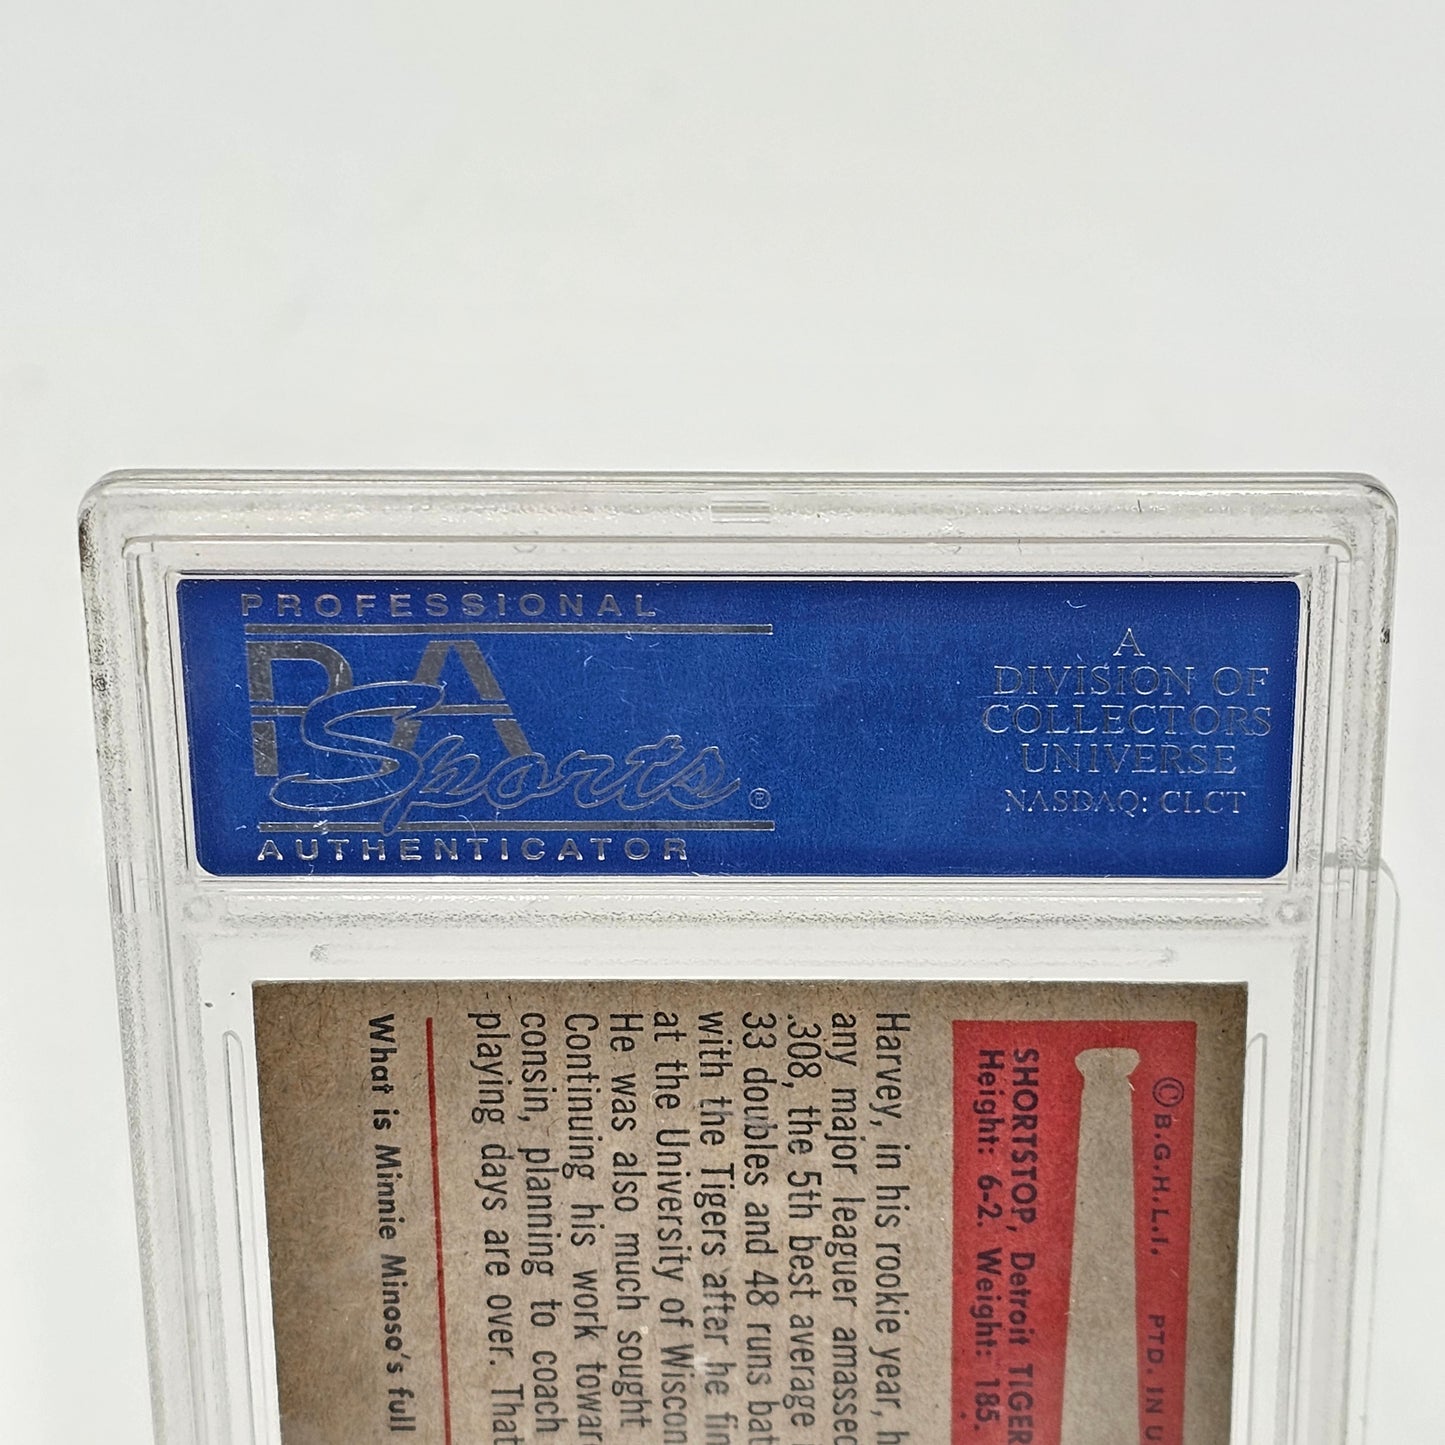 PROFESSIONAL
PSA
Sports®
AUTHENTICATOR
A
DIVISION OF
COLLECTORS
UNIVERSE
NASDAQ: CLCT
©B.G.H.L.I. PTD. IN U
SHORTSTOP, Detroit TIGER
Height: 6-2. Weight: 185.
Harvey, in his rookie year, h
any major leaguer amassed
.308, the 5th best average
33 doubles and 48 runs bat
with the Tigers after he fin
at the University of Wiscon
He was also much sought
Continuing his work toward
consin, planning to coach
playing days are over. That
What is Minnie Minoso's full